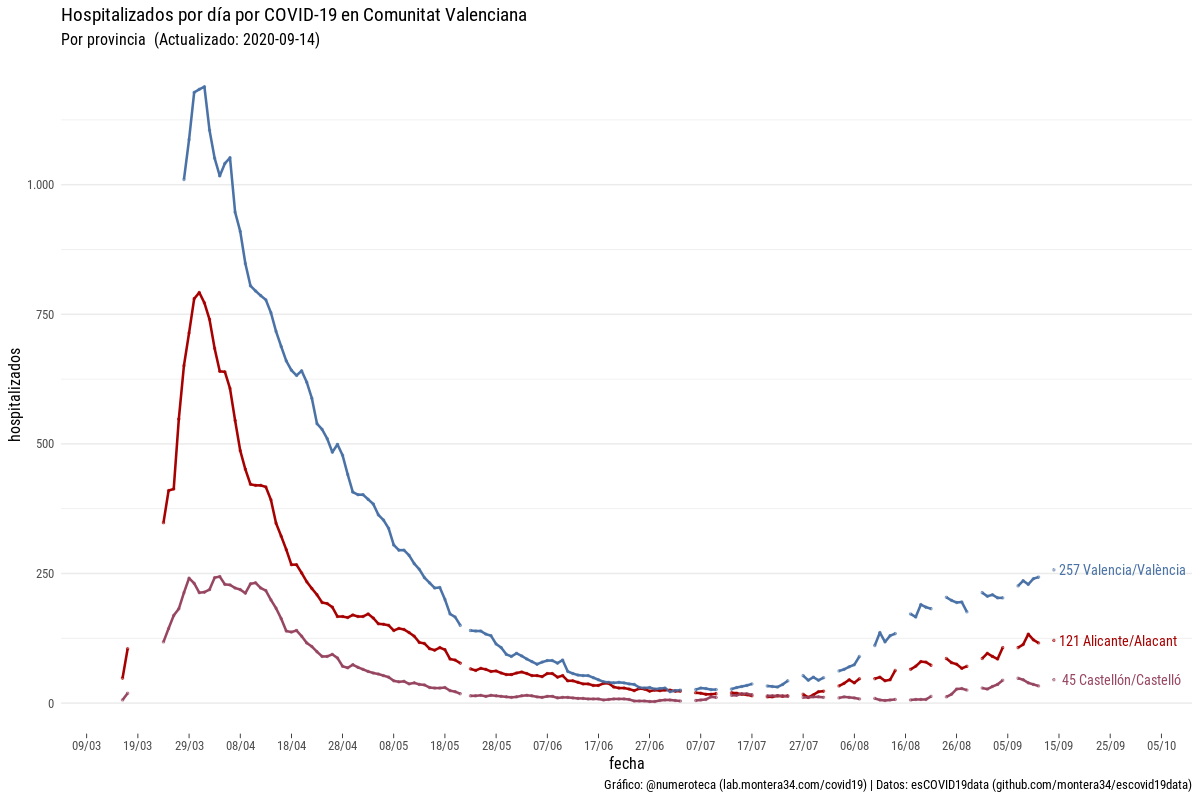 Hospitalizados por día por COVID-19 en Comunitat Valenciana
Por provincia  (Actualizado: 2020-09-14)
hospitalizados
1.000
750
500
250
0
257 Valencia/València
121 Alicante/Alacant
45 Castellón/Castelló
09/03 19/03 29/03 08/04 18/04 28/04 08/05 18/05 28/05 07/06 17/06 27/06 07/07 17/07 27/07 06/08 16/08 26/08 05/09 15/09 25/09 05/10
fecha
Gráfico: @numeroteca (lab.montera34.com/covid19) | Datos: esCOVID19data (github.com/montera34/escovid19data)